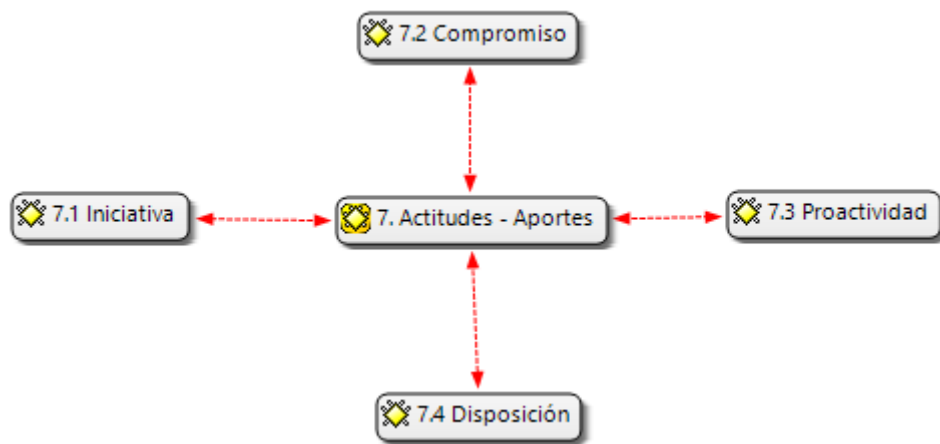 7.2 Compromiso
7.1 Iniciativa
7. Actitudes - Aportes
7.3 Proactividad
7.4 Disposición